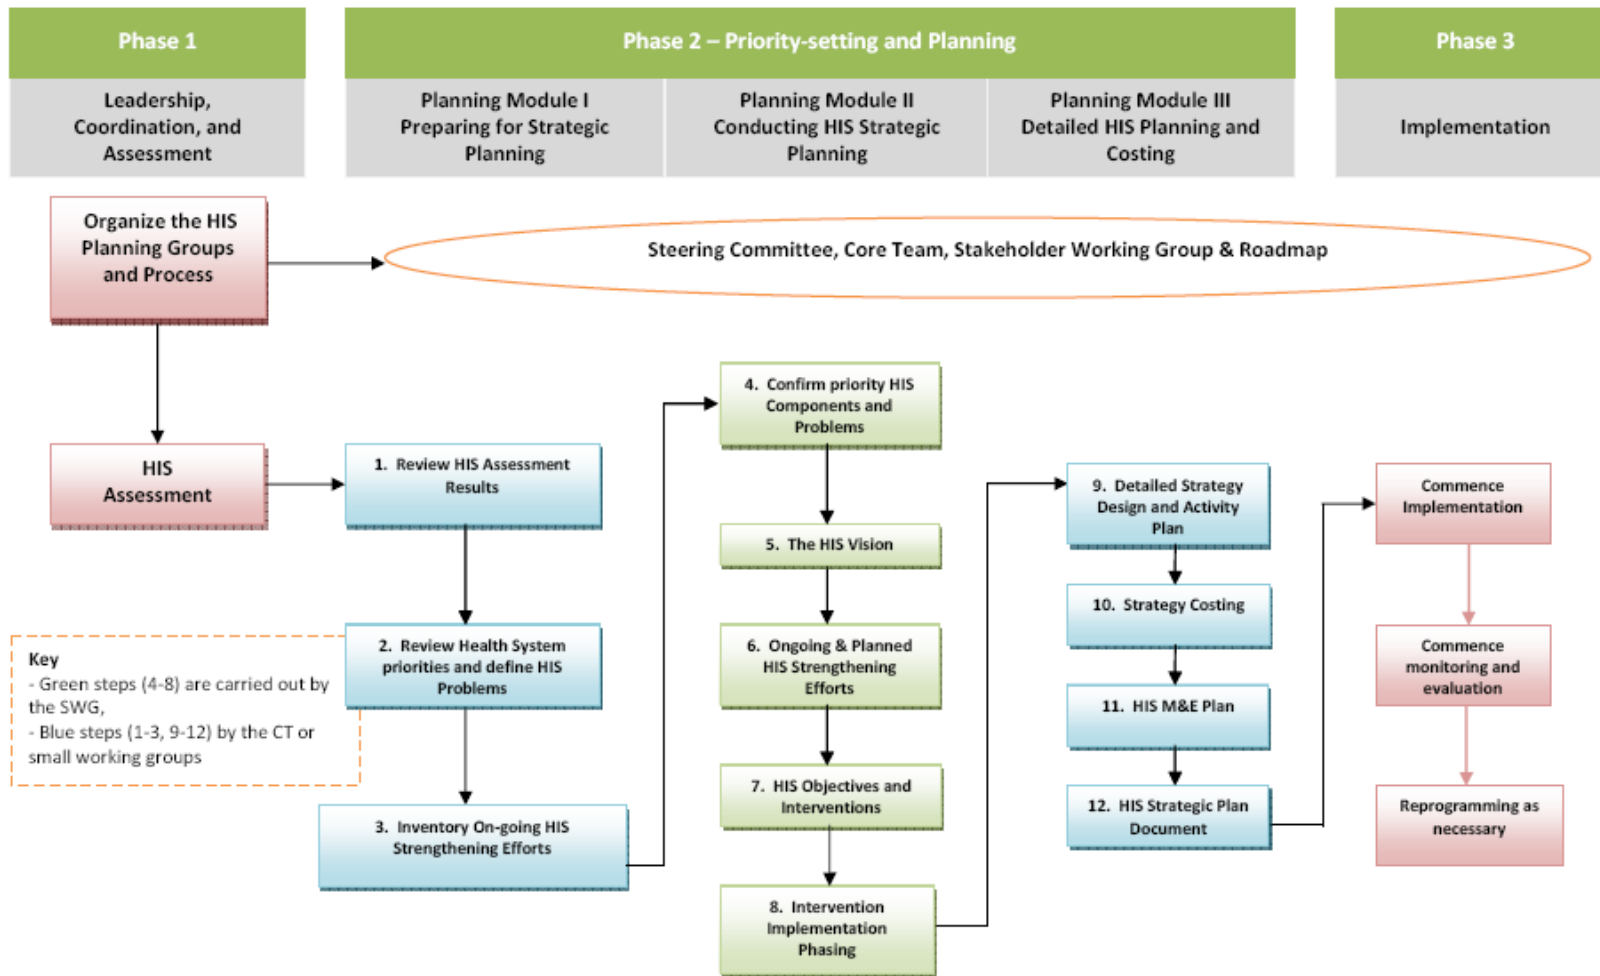 Phase 1
Phase 2 – Priority-setting and Planning
Phase 3
Leadership,
Coordination, and
Assessment
Planning Module I
Preparing for Strategic
Planning
Planning Module II
Conducting HIS Strategic
Planning
Planning Module III
Detailed HIS Planning and
Costing
Implementation
Organize the HIS
Planning Groups
and Process
Steering Committee, Core Team, Stakeholder Working Group & Roadmap
HIS
Assessment
1. Review HIS Assessment
Results
2. Review Health System
priorities and define HIS
Problems
3. Inventory On-going HIS
Strengthening Efforts
Key
- Green steps (4-8) are carried out by
the SWG,
- Blue steps (1-3, 9-12) by the CT or
small working groups
4. Confirm priority HIS
Components and
Problems
5. The HIS Vision
6. Ongoing & Planned
HIS Strengthening
Efforts
7. HIS Objectives and
Interventions
8. Intervention
Implementation
Phasing
9. Detailed Strategy
Design and Activity
Plan
10. Strategy Costing
11. HIS M&E Plan
12. HIS Strategic Plan
Document
Commence
Implementation
Commence
monitoring and
evaluation
Reprogramming as
necessary